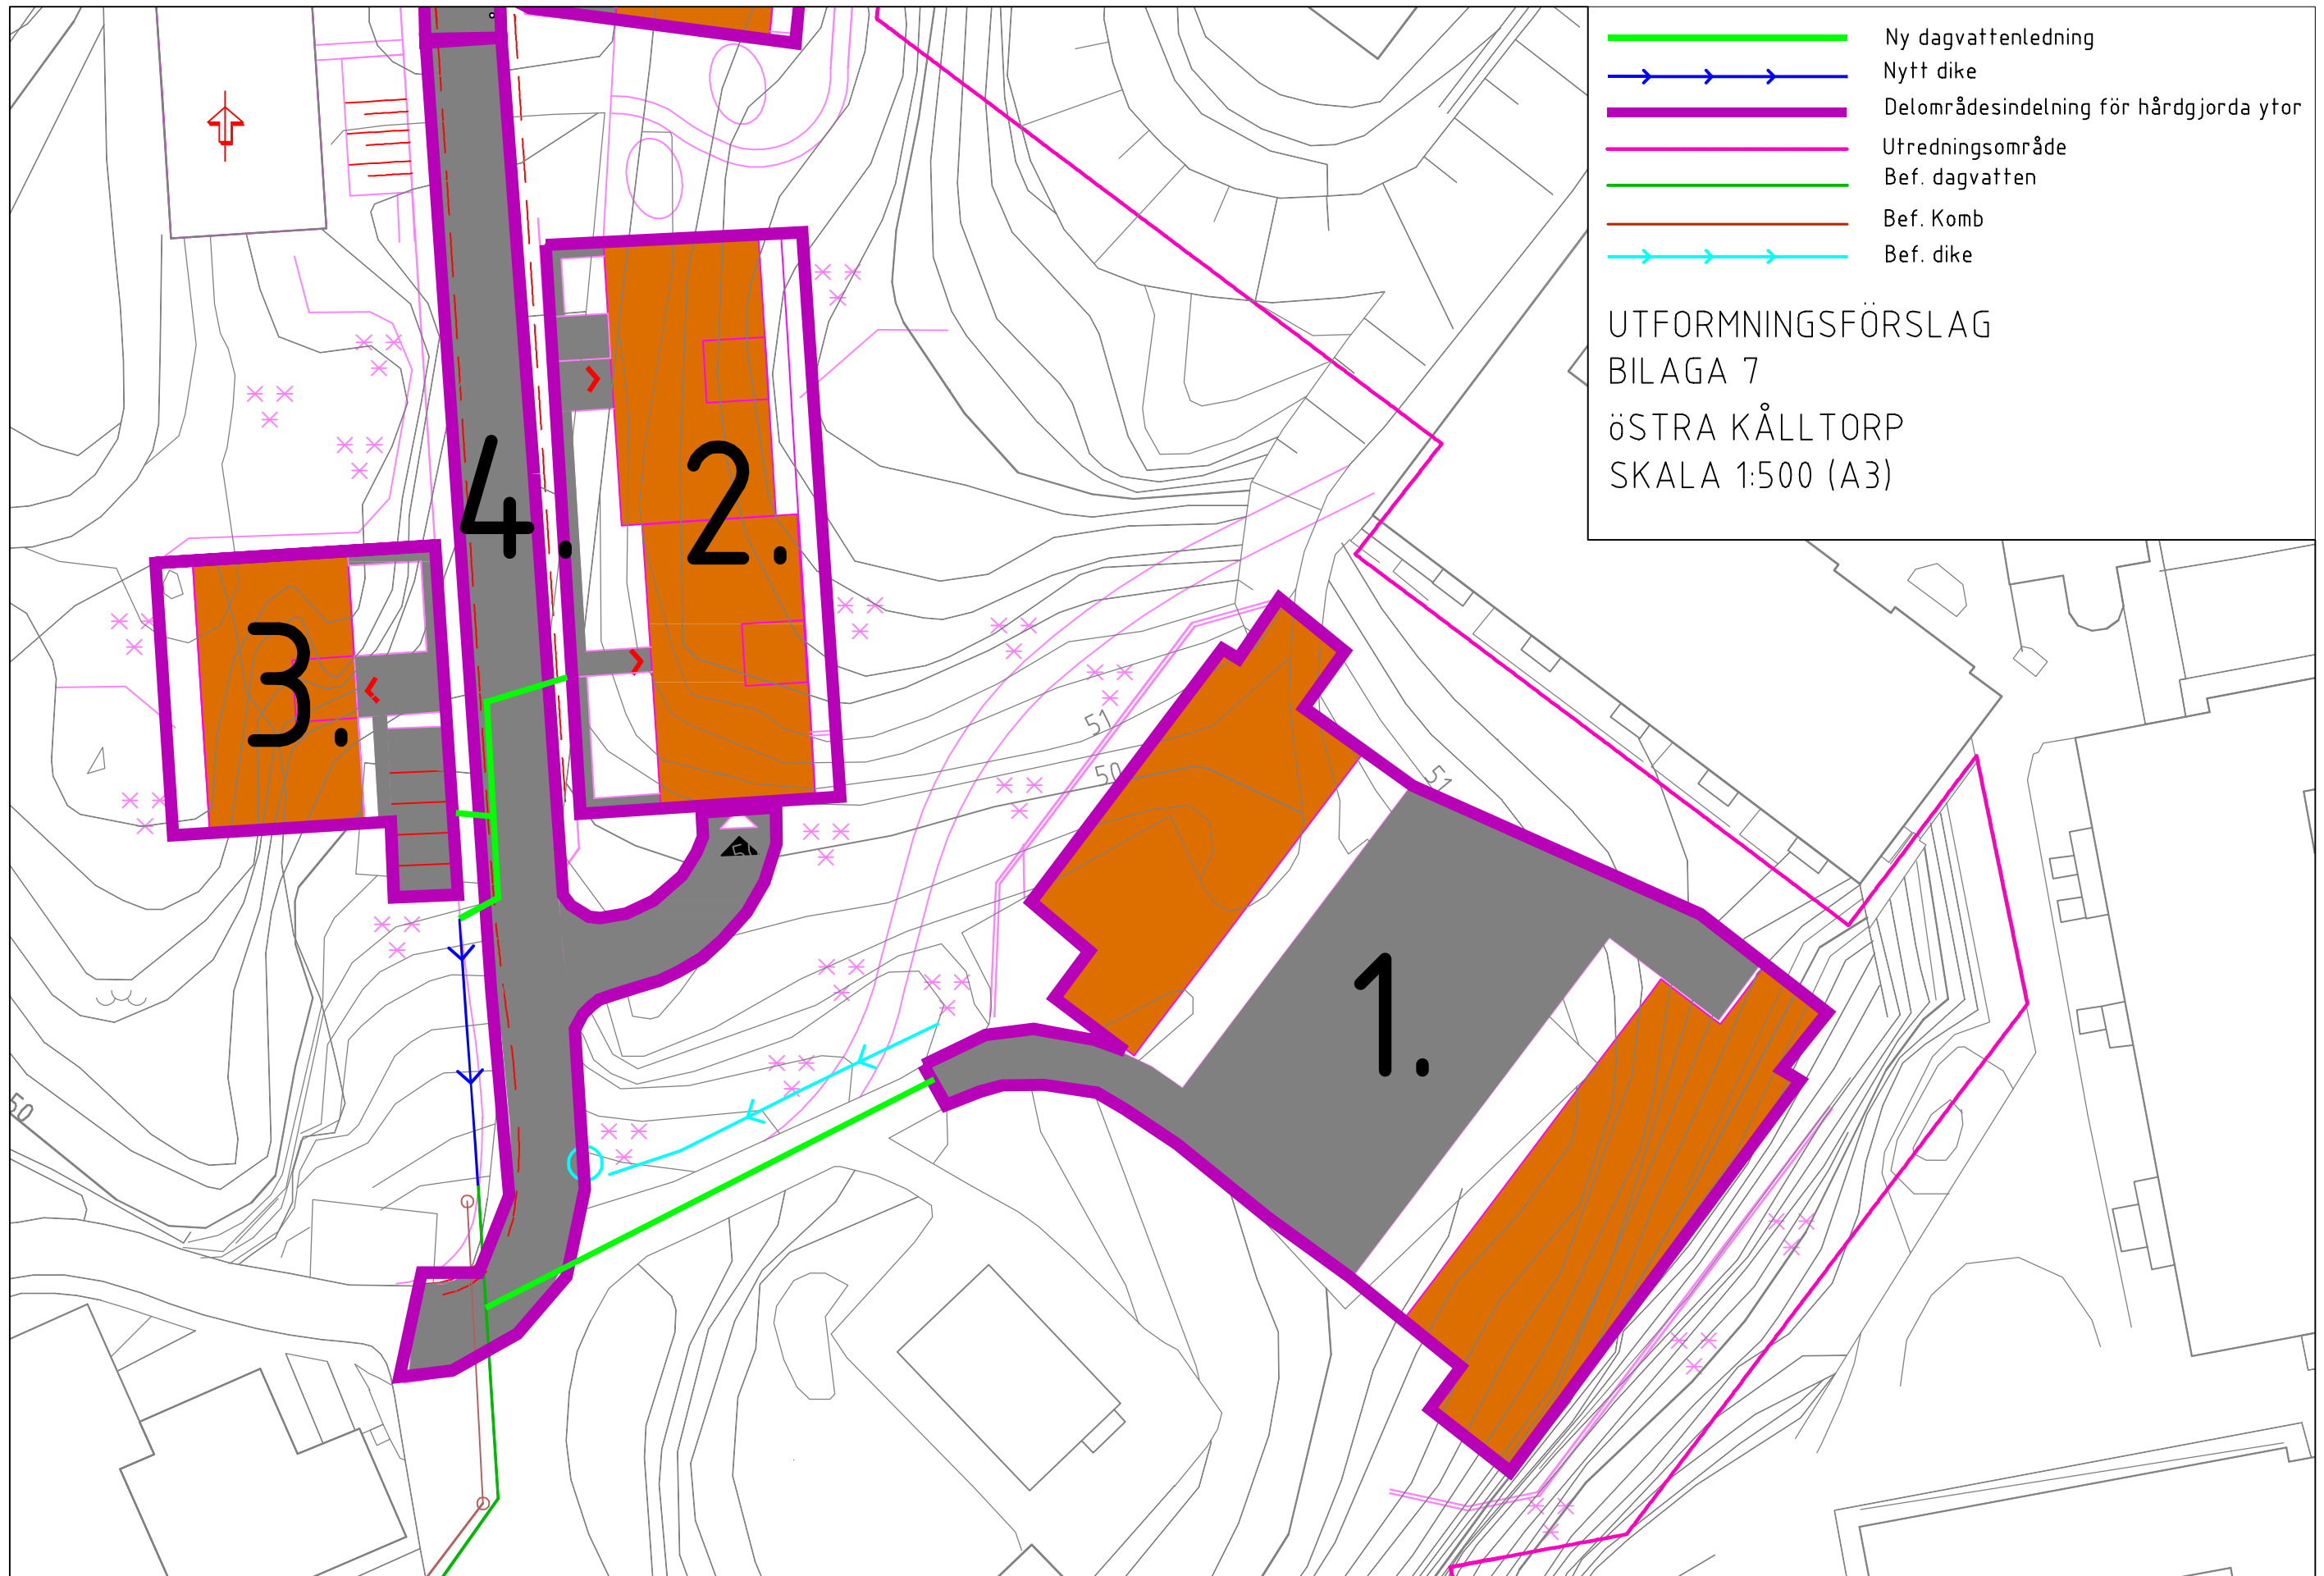 Ny dagvattenledning
Nytt dike
Delområdesindelning för hårdgjorda ytor
Utredningsområde
Bef. dagvatten
Bef. Komb
Bef. dike
UTFORMNINGSFÖRSLAG
BILAGA 7
öSTRA KÅLLTORP
SKALA 1:500 (A3)
4.
2.
3.
51
50
51
1.
50